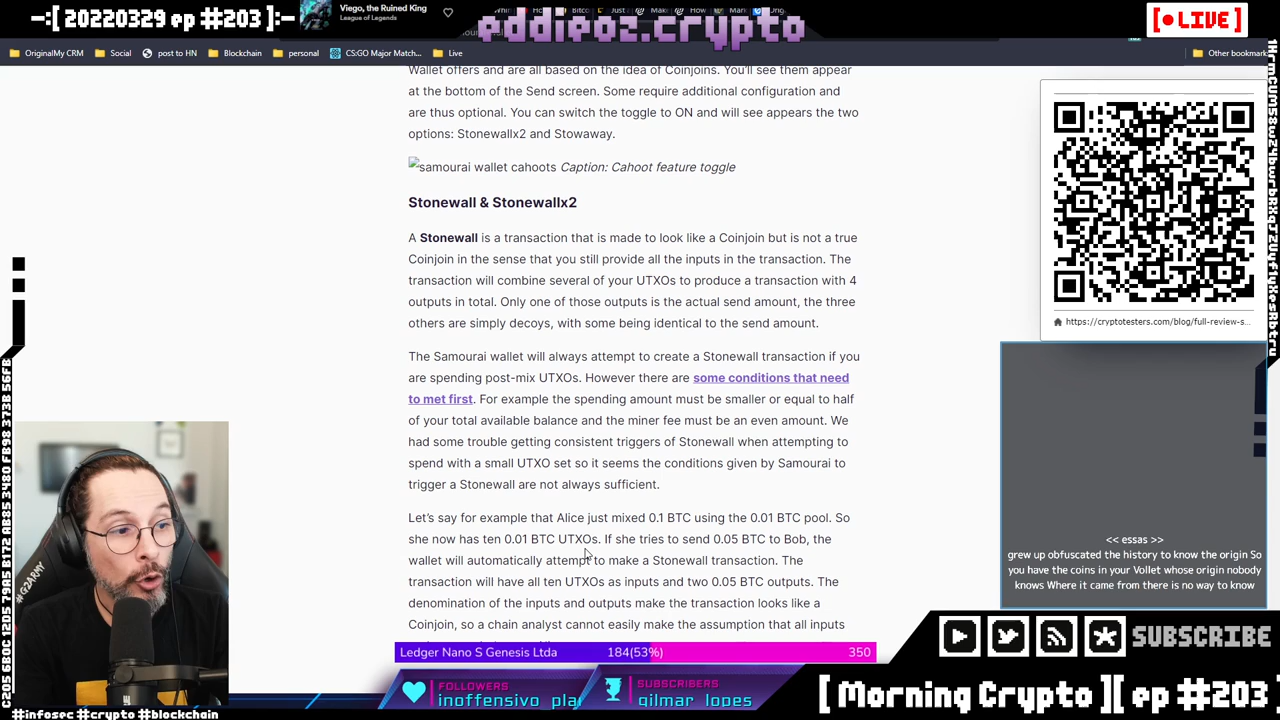 -:[ 20220329 ep #203 ]:-
Viego, the Ruined King
League of Legends
eddieoz.crypto
[●LIVE]
OriginalMy CRM
Social
post to HN
Blockchain
personal
CS:GO Major Match...
Live
Other bookmark
Wallet offers and are all based on the idea of Coinjoins. You'll see them appear
at the bottom of the Send screen. Some require additional configuration and
are thus optional. You can switch the toggle to ON and will see appears the two
options: Stonewallx2 and Stowaway.
samourai wallet cahoots Caption: Cahoot feature toggle
Stonewall & Stonewallx2
A Stonewall is a transaction that is made to look like a Coinjoin but is not a true
Coinjoin in the sense that you still provide all the inputs in the transaction. The
transaction will combine several of your UTXOs to produce a transaction with 4
outputs in total. Only one of those outputs is the actual send amount, the three
others are simply decoys, with some being identical to the send amount.
The Samourai wallet will always attempt to create a Stonewall transaction if you
are spending post-mix UTXOs. However there are some conditions that need
to met first. For example the spending amount must be smaller or equal to half
of your total available balance and the miner fee must be an even amount. We
had some trouble getting consistent triggers of Stonewall when attempting to
spend with a small UTXO set so it seems the conditions given by Samourai to
trigger a Stonewall are not always sufficient.
Let's say for example that Alice just mixed 0.1 BTC using the 0.01 BTC pool. So
she now has ten 0.01 BTC UTXOs. If she tries to send 0.05 BTC to Bob, the
wallet will automatically attempt to make a Stonewall transaction. The
transaction will have all ten UTXOs as inputs and two 0.05 BTC outputs. The
denomination of the inputs and outputs make the transaction looks like a
Coinjoin, so a chain analyst cannot easily make the assumption that all inputs
https://cryptotesters.com/blog/full-review-s...
<< essas >>
grew up obfuscated the history to know the origin So
you have the coins in your Vollet whose origin nobody
knows Where it came from there is no way to know
Ledger Nano S Genesis Ltda 184(53%) 350
FOLLOWERS
inoffensivo_pla
SUBSCRIBERS
gilmar_lopes
SUBSCRIBE
[ Morning Crypto ][ ep #203
#infosec #crypto #blockchain